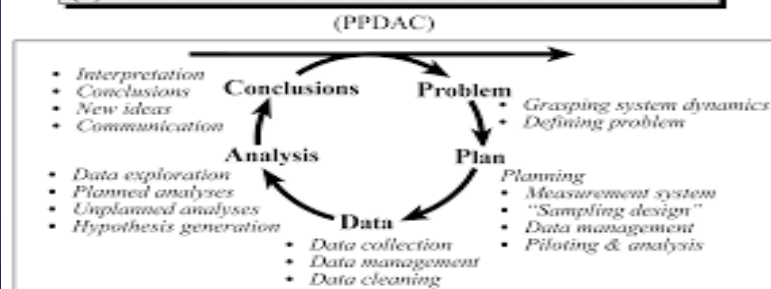 (PPDAC)
• Interpretation
• Conclusions
• New ideas
• Communication
Conclusions
Problem
• Grasping system dynamics
• Defining problem
Analysis
Plan
• Data exploration
• Planned analyses
• Unplanned analyses
• Hypothesis generation
Planning
• Measurement system
• “Sampling design”
• Data management
• Piloting & analysis
Data
• Data collection
• Data management
• Data cleaning